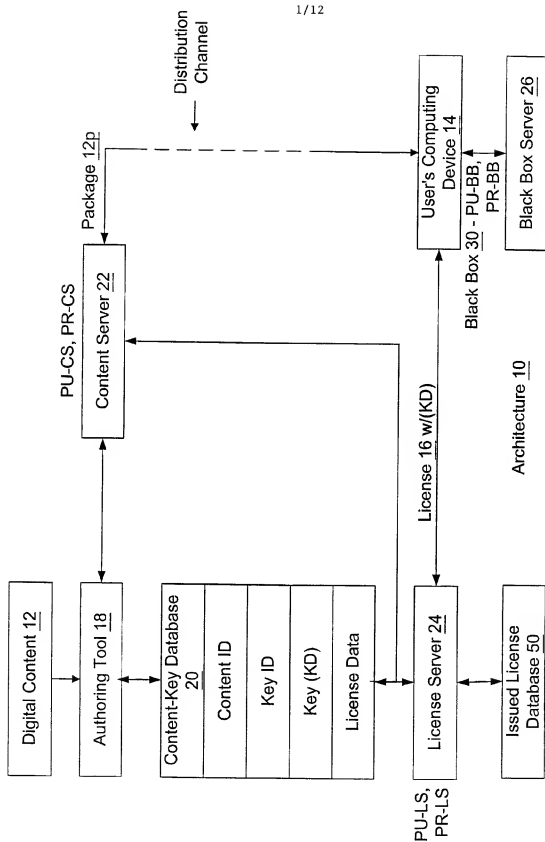 1/12
Digital Content 12
Authoring Tool 18
Content-Key Database
20
Content ID
Key ID
Key (KD)
License Data
PU-LS,
PR-LS
License Server 24
Issued License
Database 50
PU-CS, PR-CS
Content Server 22
Package 12p
Distribution
Channel
License 16 w/(KD)
User's Computing
Device 14
Black Box 30 - PU-BB,
PR-BB
Black Box Server 26
Architecture 10